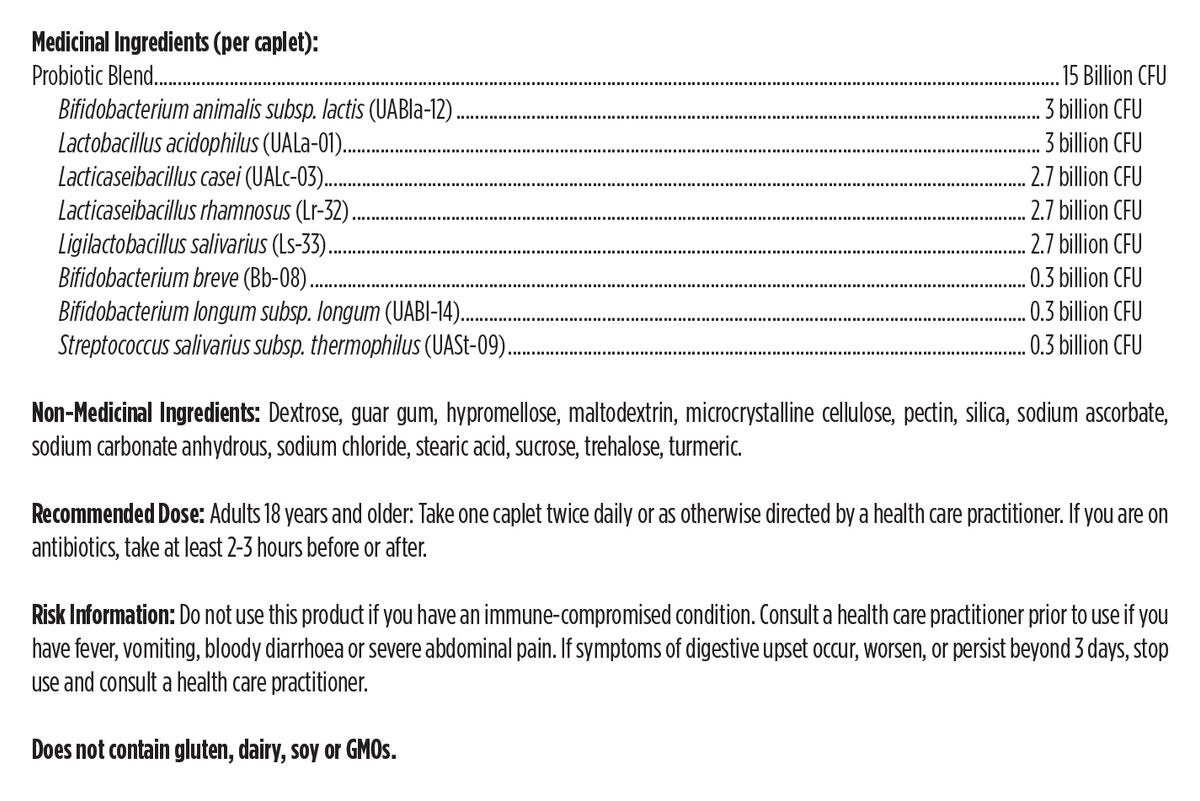 Medicinal Ingredients (per caplet):
Probiotic Blend 15 Billion CFU
Bifidobacterium animalis subsp. lactis (UABla-12) 3 billion CFU
Lactobacillus acidophilus (UALa-01) 3 billion CFU
Lacticaseibacillus casei (UALc-03) 2.7 billion CFU
Lacticaseibacillus rhamnosus (Lr-32) 2.7 billion CFU
Ligilactobacillus salivarius (Ls-33) 2.7 billion CFU
Bifidobacterium breve (Bb-08) 0.3 billion CFU
Bifidobacterium longum subsp. longum (UABl-14) 0.3 billion CFU
Streptococcus salivarius subsp. thermophilus (UASt-09) 0.3 billion CFU
Non-Medicinal Ingredients: Dextrose, guar gum, hypromellose, maltodextrin, microcrystalline cellulose, pectin, silica, sodium ascorbate,
sodium carbonate anhydrous, sodium chloride, stearic acid, sucrose, trehalose, turmeric.
Recommended Dose: Adults 18 years and older: Take one caplet twice daily or as otherwise directed by a health care practitioner. If you are on
antibiotics, take at least 2-3 hours before or after.
Risk Information: Do not use this product if you have an immune-compromised condition. Consult a health care practitioner prior to use if you
have fever, vomiting, bloody diarrhoea or severe abdominal pain. If symptoms of digestive upset occur, worsen, or persist beyond 3 days, stop
use and consult a health care practitioner.
Does not contain gluten, dairy, soy or GMOs.